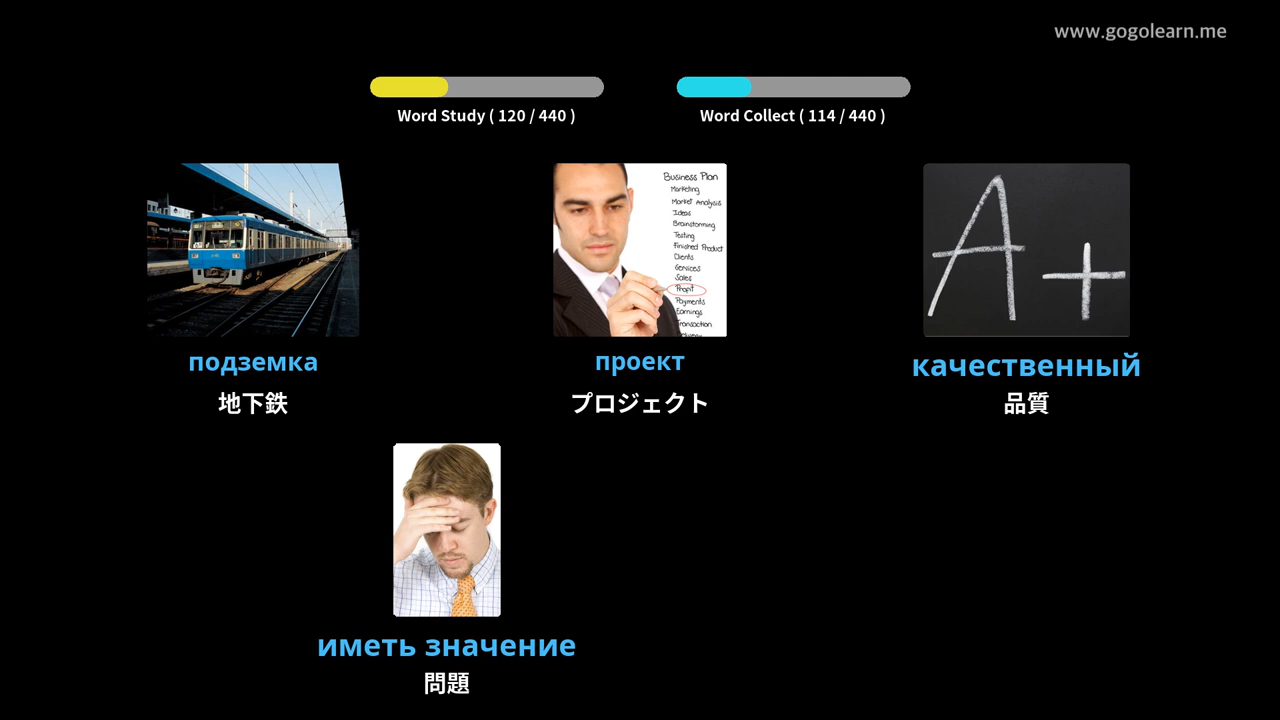 www.gogolearn.me
Word Study ( 120 / 440 )
Word Collect ( 114 / 440 )
Business Plan
Marketing
Market Analysis
Ideas
Brainstorming
Testing
Finished Product
Clients
Services
Sales
Profit
Payments
Earnings
Transaction
A+
подземка
проект
качественный
地下鉄
プロジェクト
品質
иметь значение
問題